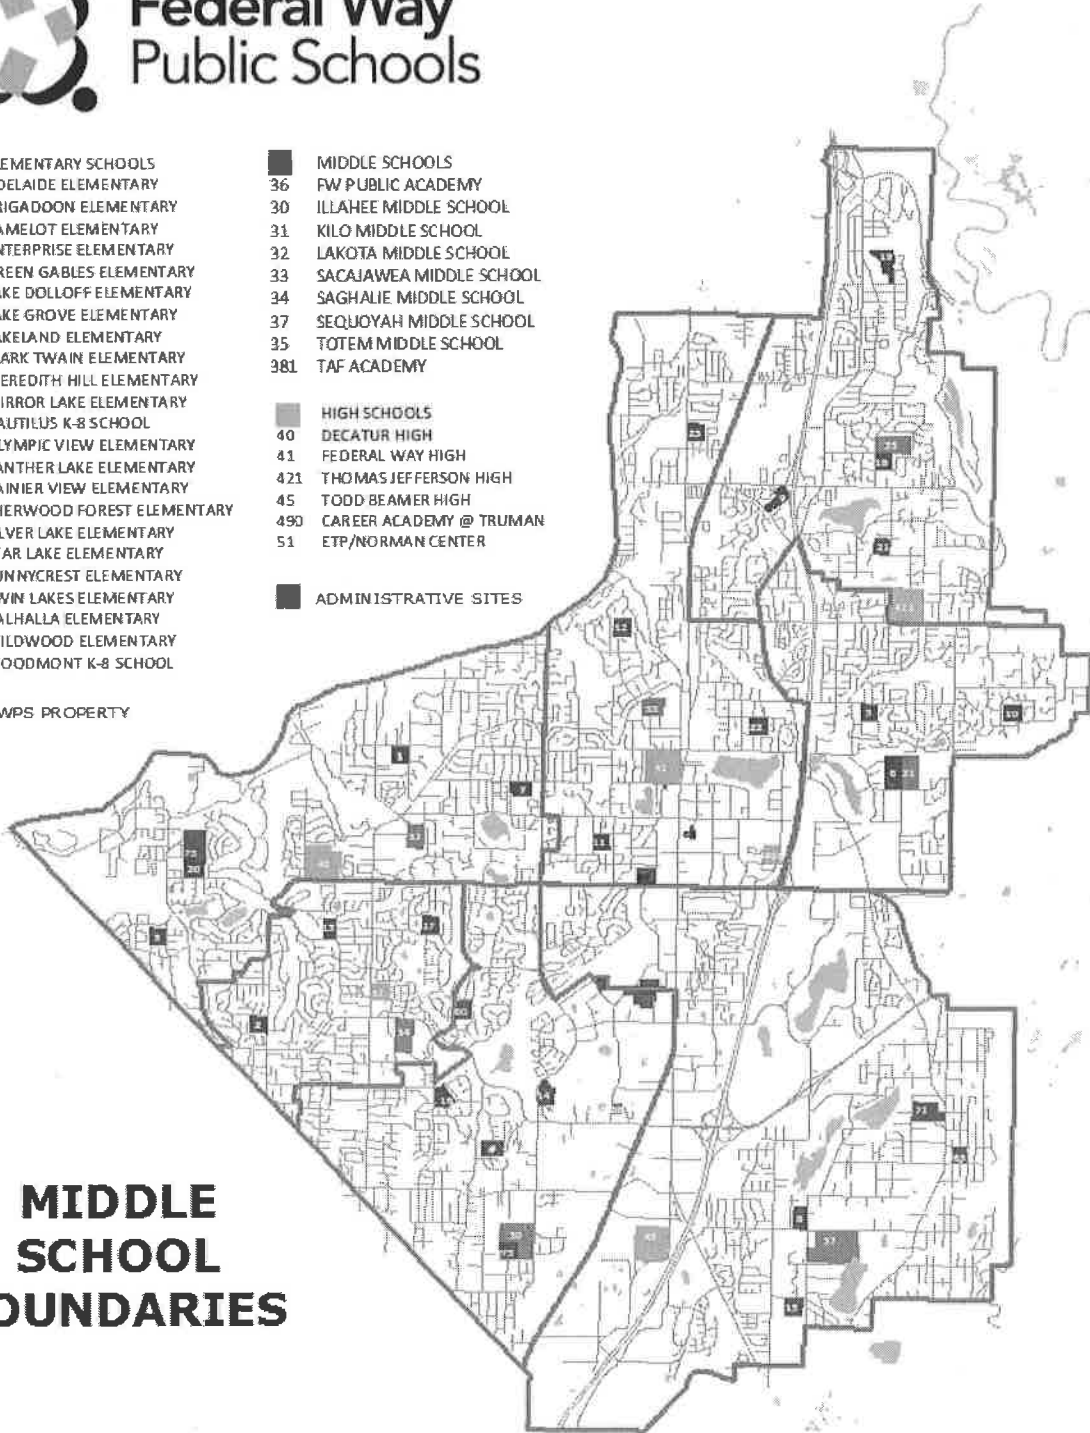 Federal Way
Public Schools
EMENTARY SCHOOLS
DELAIDE ELEMENTARY
RIGADOON ELEMENTARY
AMELOT ELEMENTARY
NTERPRISE ELEMENTARY
REEN GABLES ELEMENTARY
AKE DOLLOFF ELEMENTARY
AKE GROVE ELEMENTARY
AKELAND ELEMENTARY
ARK TWAIN ELEMENTARY
EREDITH HILL ELEMENTARY
IRROR LAKE ELEMENTARY
AUTILUS K-8 SCHOOL
LYMPIC VIEW ELEMENTARY
ANTHER LAKE ELEMENTARY
AINIER VIEW ELEMENTARY
HERWOOD FOREST ELEMENTARY
LVER LAKE ELEMENTARY
TAR LAKE ELEMENTARY
UNNYCREST ELEMENTARY
WIN LAKES ELEMENTARY
ALHALLA ELEMENTARY
ILDWOOD ELEMENTARY
OODMONT K-8 SCHOOL
WPS PROPERTY
MIDDLE SCHOOLS
36 FW PUBLIC ACADEMY
30 ILLAHEE MIDDLE SCHOOL
31 KILO MIDDLE SCHOOL
32 LAKOTA MIDDLE SCHOOL
33 SACAJAWEA MIDDLE SCHOOL
34 SAGHALIE MIDDLE SCHOOL
37 SEQUOYAH MIDDLE SCHOOL
35 TOTEM MIDDLE SCHOOL
381 TAF ACADEMY
HIGH SCHOOLS
40 DECATUR HIGH
41 FEDERAL WAY HIGH
421 THOMAS JEFFERSON HIGH
45 TODD BEAMER HIGH
490 CAREER ACADEMY @ TRUMAN
51 ETP/NORMAN CENTER
ADMINISTRATIVE SITES
MIDDLE
SCHOOL
OUNDARIES